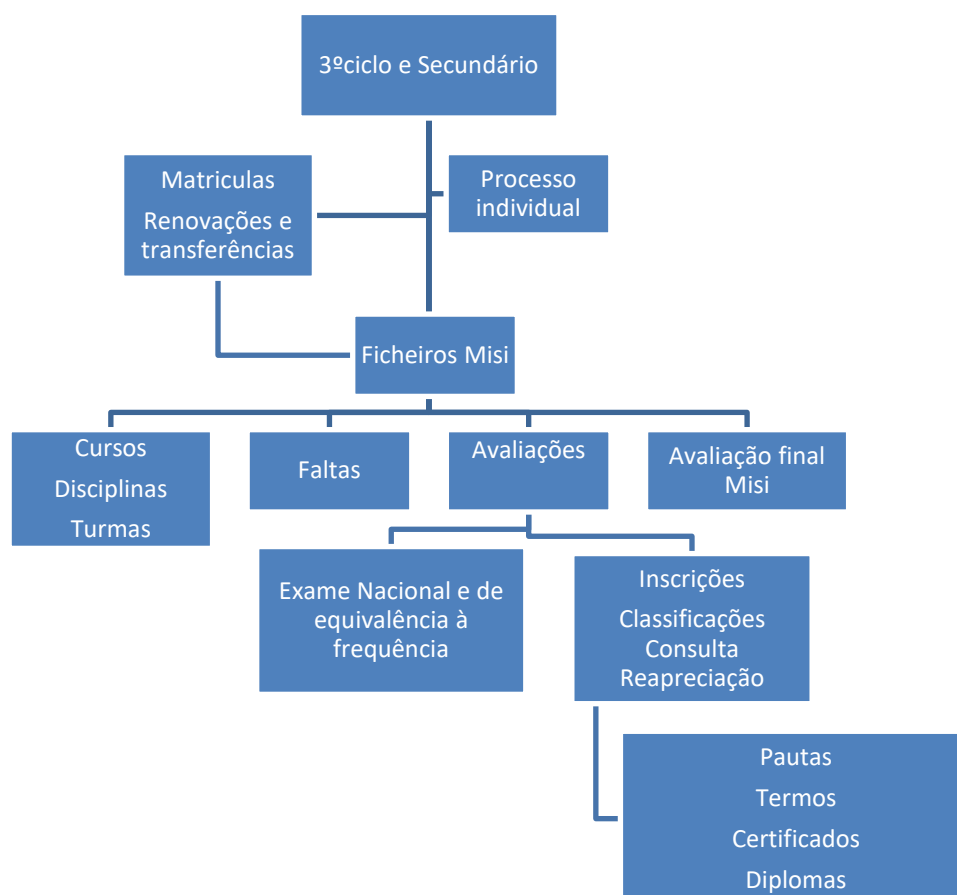 3ºciclo e Secundário
Matriculas
Renovações e
transferências
Processo
individual
Ficheiros Misi
Cursos
Disciplinas
Turmas
Faltas
Avaliações
Avaliação final
Misi
Exame Nacional e de
equivalência à
frequência
Inscrições
Classificações
Consulta
Reapreciação
Pautas
Termos
Certificados
Diplomas